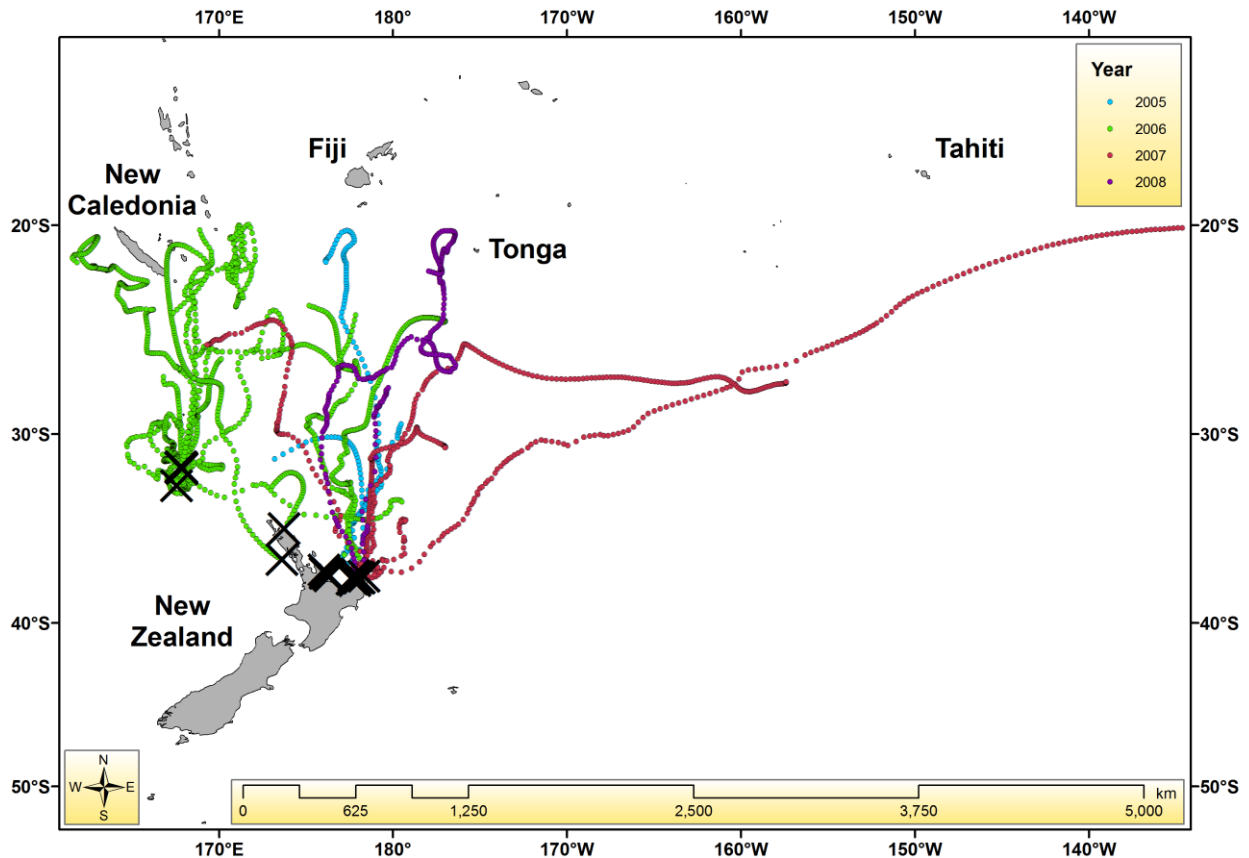 170°E 180° 170°W 160°W 150°W 140°W
Year
2005
2006
2007
2008
Fiji
Tahiti
New
Caledonia
20°S 20°S
Tonga
30°S 30°S
New
Zealand
40°S 40°S
N
W E
S
50°S 50°S
km
0 625 1,250 2,500 3,750 5,000
170°E 180° 170°W 160°W 150°W 140°W